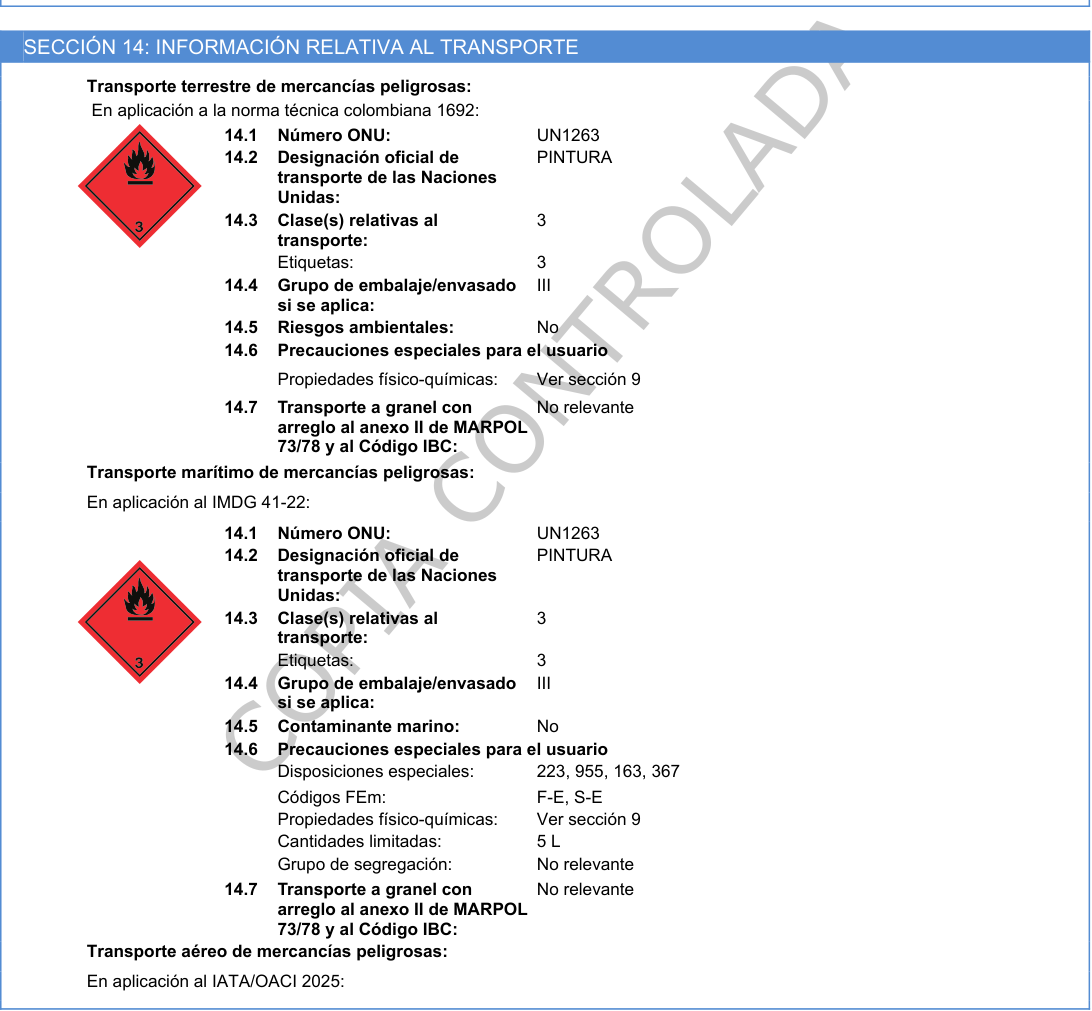 SECCIÓN 14: INFORMACIÓN RELATIVA AL TRANSPORTE
Transporte terrestre de mercancías peligrosas:
En aplicación a la norma técnica colombiana 1692:
3
14.1 Número ONU: UN1263
14.2 Designación oficial de PINTURA
transporte de las Naciones
Unidas:
14.3 Clase(s) relativas al 3
transporte:
Etiquetas: 3
14.4 Grupo de embalaje/envasado III
si se aplica:
14.5 Riesgos ambientales: No
14.6 Precauciones especiales para el usuario
Propiedades físico-químicas: Ver sección 9
14.7 Transporte a granel con No relevante
arreglo al anexo II de MARPOL
73/78 y al Código IBC:
Transporte marítimo de mercancías peligrosas:
En aplicación al IMDG 41-22:
3
14.1 Número ONU: UN1263
14.2 Designación oficial de PINTURA
transporte de las Naciones
Unidas:
14.3 Clase(s) relativas al 3
transporte:
Etiquetas: 3
14.4 Grupo de embalaje/envasado III
si se aplica:
14.5 Contaminante marino: No
14.6 Precauciones especiales para el usuario
Disposiciones especiales: 223, 955, 163, 367
Códigos FEm: F-E, S-E
Propiedades físico-químicas: Ver sección 9
Cantidades limitadas: 5 L
Grupo de segregación: No relevante
14.7 Transporte a granel con No relevante
arreglo al anexo II de MARPOL
73/78 y al Código IBC:
Transporte aéreo de mercancías peligrosas:
En aplicación al IATA/OACI 2025:
COPIA CONTROLADA